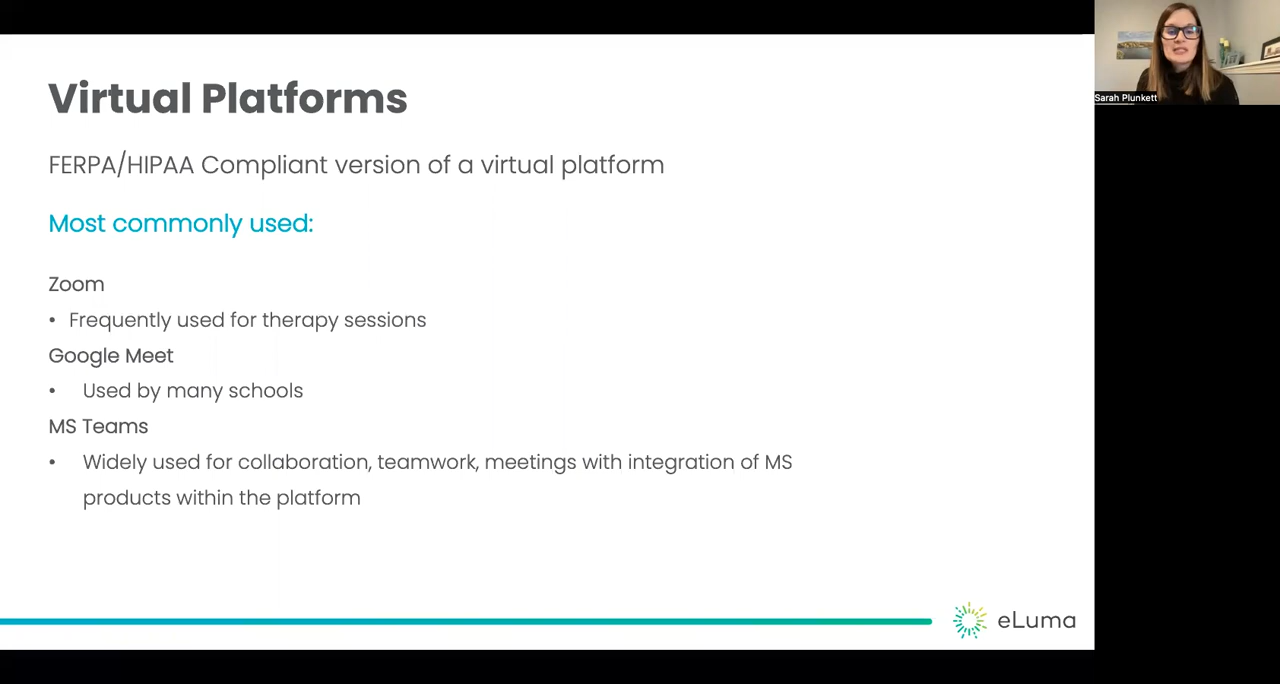 Virtual Platforms
FERPA/HIPAA Compliant version of a virtual platform
Most commonly used:
Zoom
• Frequently used for therapy sessions
Google Meet
• Used by many schools
MS Teams
• Widely used for collaboration, teamwork, meetings with integration of MS
products within the platform
eLuma
Sarah Plunkett